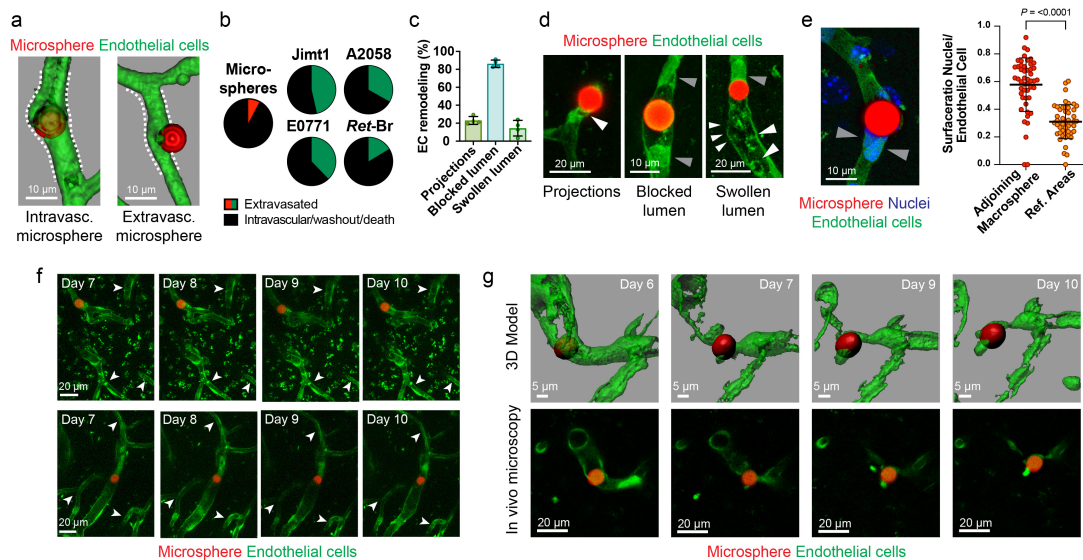 a
Microsphere Endothelial cells
10 µm
10 µm
Intravasc.
microsphere
Extravasc.
microsphere
b
Micro-
spheres
Jimt1
A2058
E0771
Ret-Br
Extravasated
Intravascular/washout/death
c
EC remodeling (%)
100
80
60
40
20
0
Projections
Blocked lumen
Swollen lumen
d
Microsphere Endothelial cells
20 µm
10 µm
20 µm
Projections
Blocked
lumen
Swollen
lumen
e
10 µm
Microsphere Nuclei
Endothelial cells
P = <0.0001
Surfaceratio Nuclei/
Endothelial Cell
1.0
0.8
0.6
0.4
0.2
0.0
Adjoining
Macrosphere
Ref. Areas
f
Day 7
Day 8
Day 9
Day 10
20 µm
Day 7
Day 8
Day 9
Day 10
20 µm
Microsphere Endothelial cells
g
3D Model
Day 6
Day 7
Day 9
Day 10
5 µm
5 µm
5 µm
5 µm
In vivo microscopy
20 µm
20 µm
20 µm
20 µm
Microsphere Endothelial cells